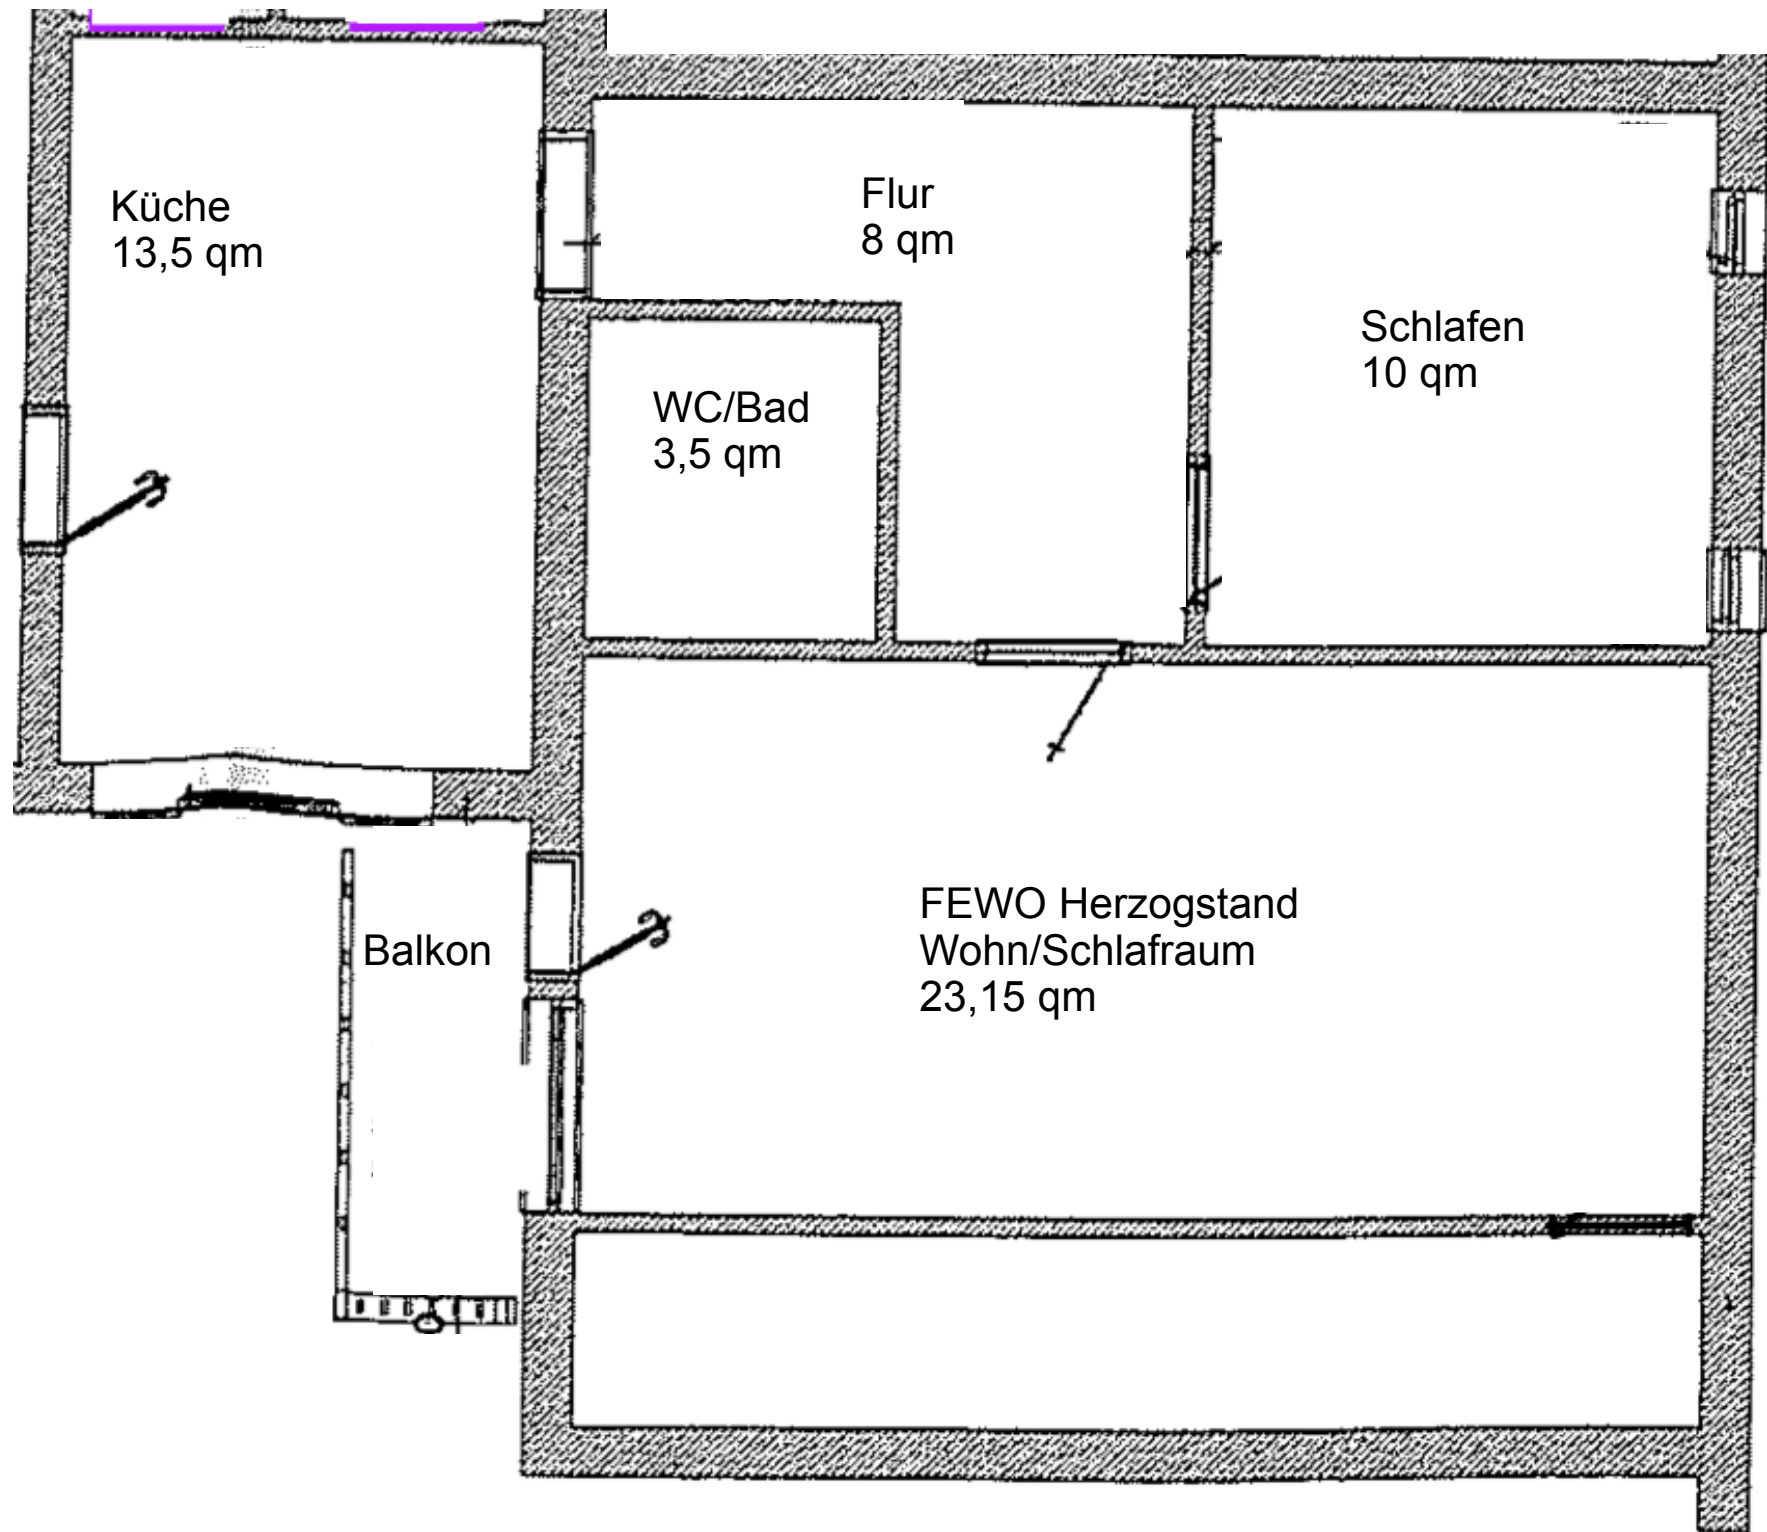 Küche
13,5 qm
Flur
8 qm
Schlafen
10 qm
WC/Bad
3,5 qm
FEWO Herzogstand
Wohn/Schlafraum
23,15 qm
Balkon